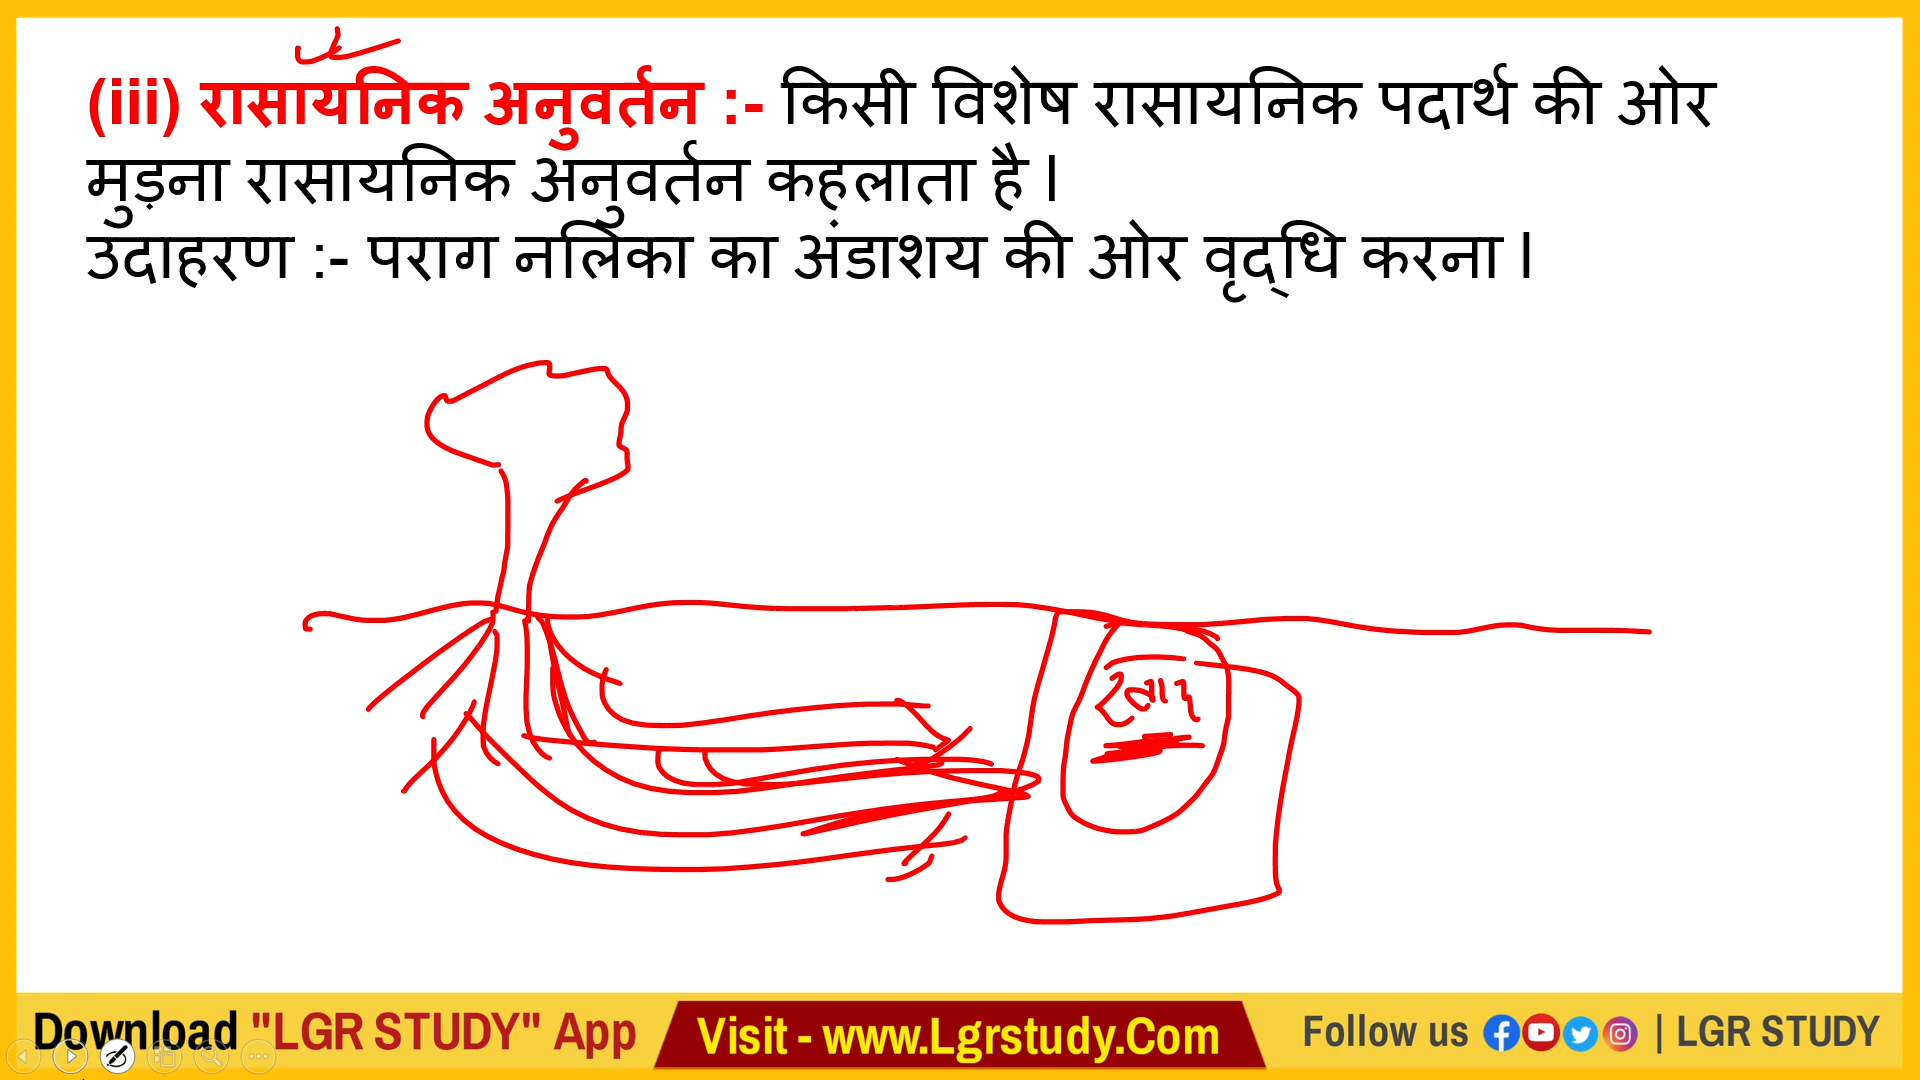 (iii) रासायनिक अनुवर्तन :- किसी विशेष रासायनिक पदार्थ की ओर
मुड़ना रासायनिक अनुवर्तन कहलाता है l
उदाहरण :- पराग नलिका का अंडाशय की ओर वृद्धि करना l
Download "LGR STUDY" App
Visit - www.Lgrstudy.Com
Follow us | LGR STUDY